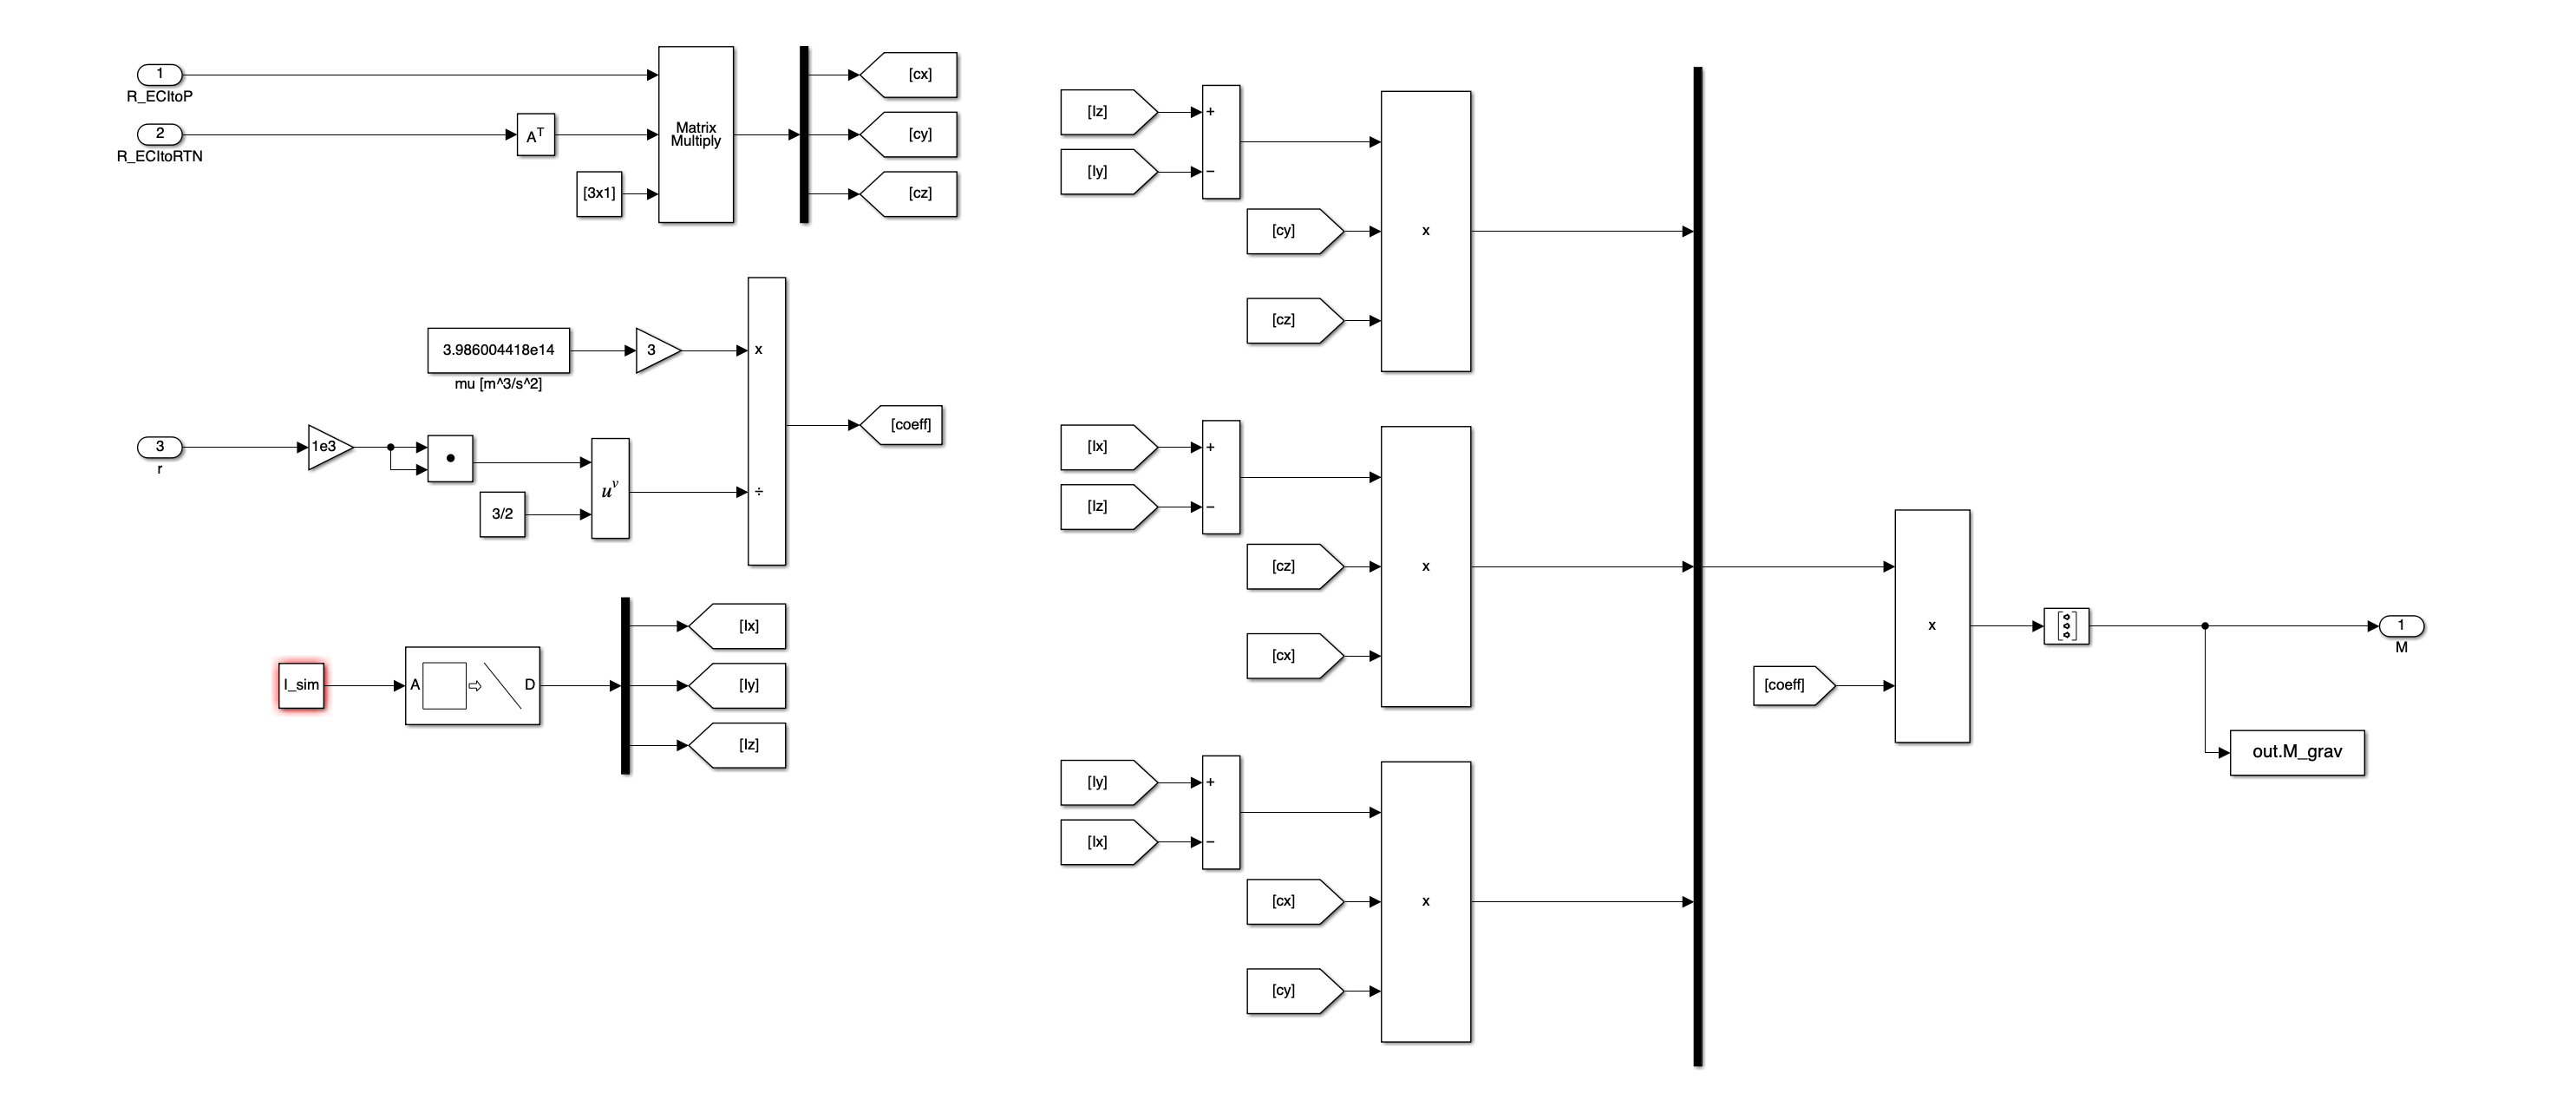 1
R_ECItoP
2
R_ECItoRTN
A^T
[3x1]
Matrix
Multiply
[cx]
[cy]
[cz]
3.986004418e14
mu [m^3/s^2]
3
x
÷
3
r
1e3
3/2
u^v
[coeff]
I_sim
A
D
[Ix]
[Iy]
[Iz]
[Iz]
+
[Iy]
−
[cy]
[cz]
x
[Ix]
+
[Iz]
−
[cz]
[cx]
x
[Iy]
+
[Ix]
−
[cx]
[cy]
x
[coeff]
x
1
M
out.M_grav